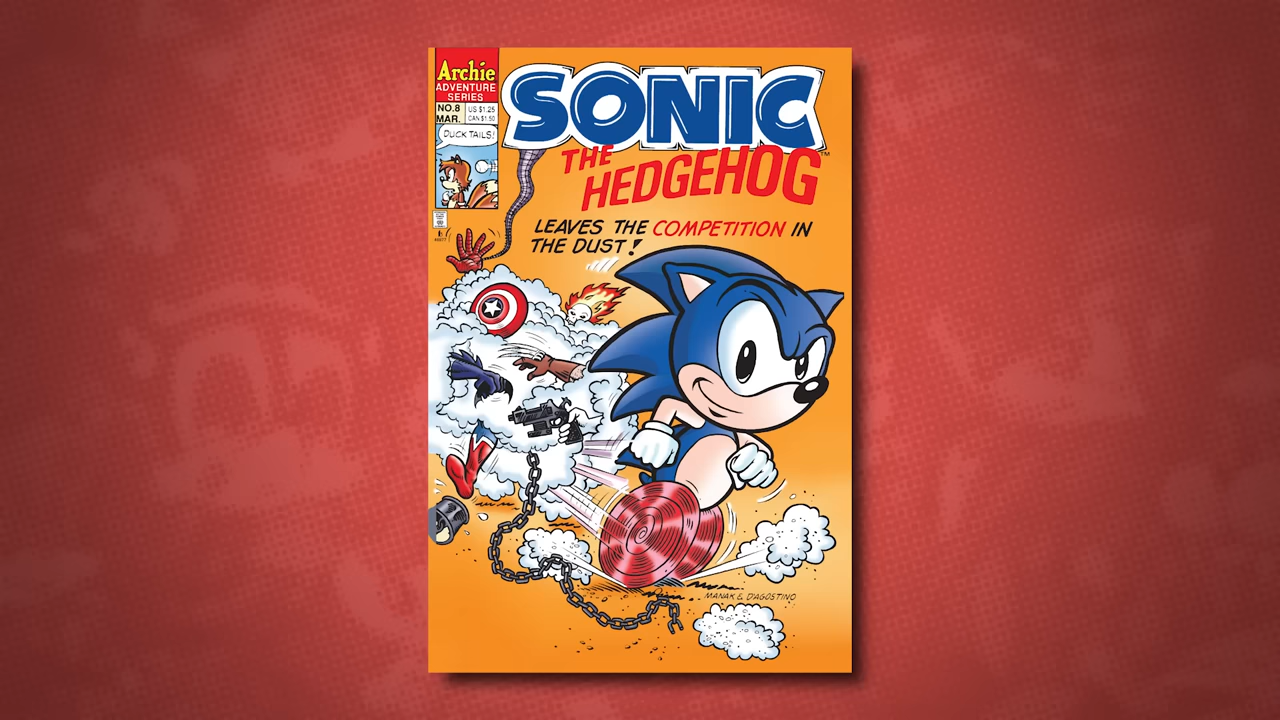 Archie
ADVENTURE
SERIES
NO.8
MAR.
US $1.25
CAN $1.50
DUCK TAILS!
SONIC
THE
HEDGEHOG
™
LEAVES THE COMPETITION IN
THE DUST!
MANAK & D'AGOSTINO